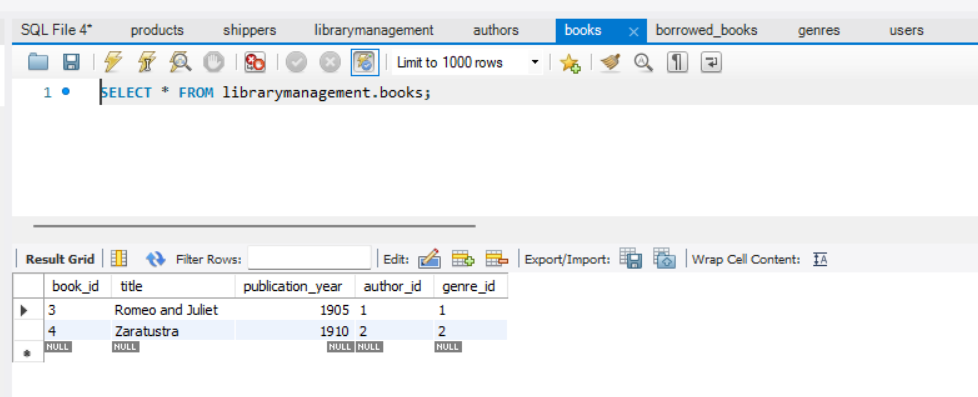 SQL File 4* products shippers librarymanagement authors books × borrowed_books genres users
Limit to 1000 rows
1 SELECT * FROM librarymanagement.books;
Result Grid Filter Rows: Edit: Export/Import: Wrap Cell Content: IA
book_id title publication_year author_id genre_id
3 Romeo and Juliet 1905 1 1
4 Zaratustra 1910 2 2
NULL NULL NULL NULL NULL